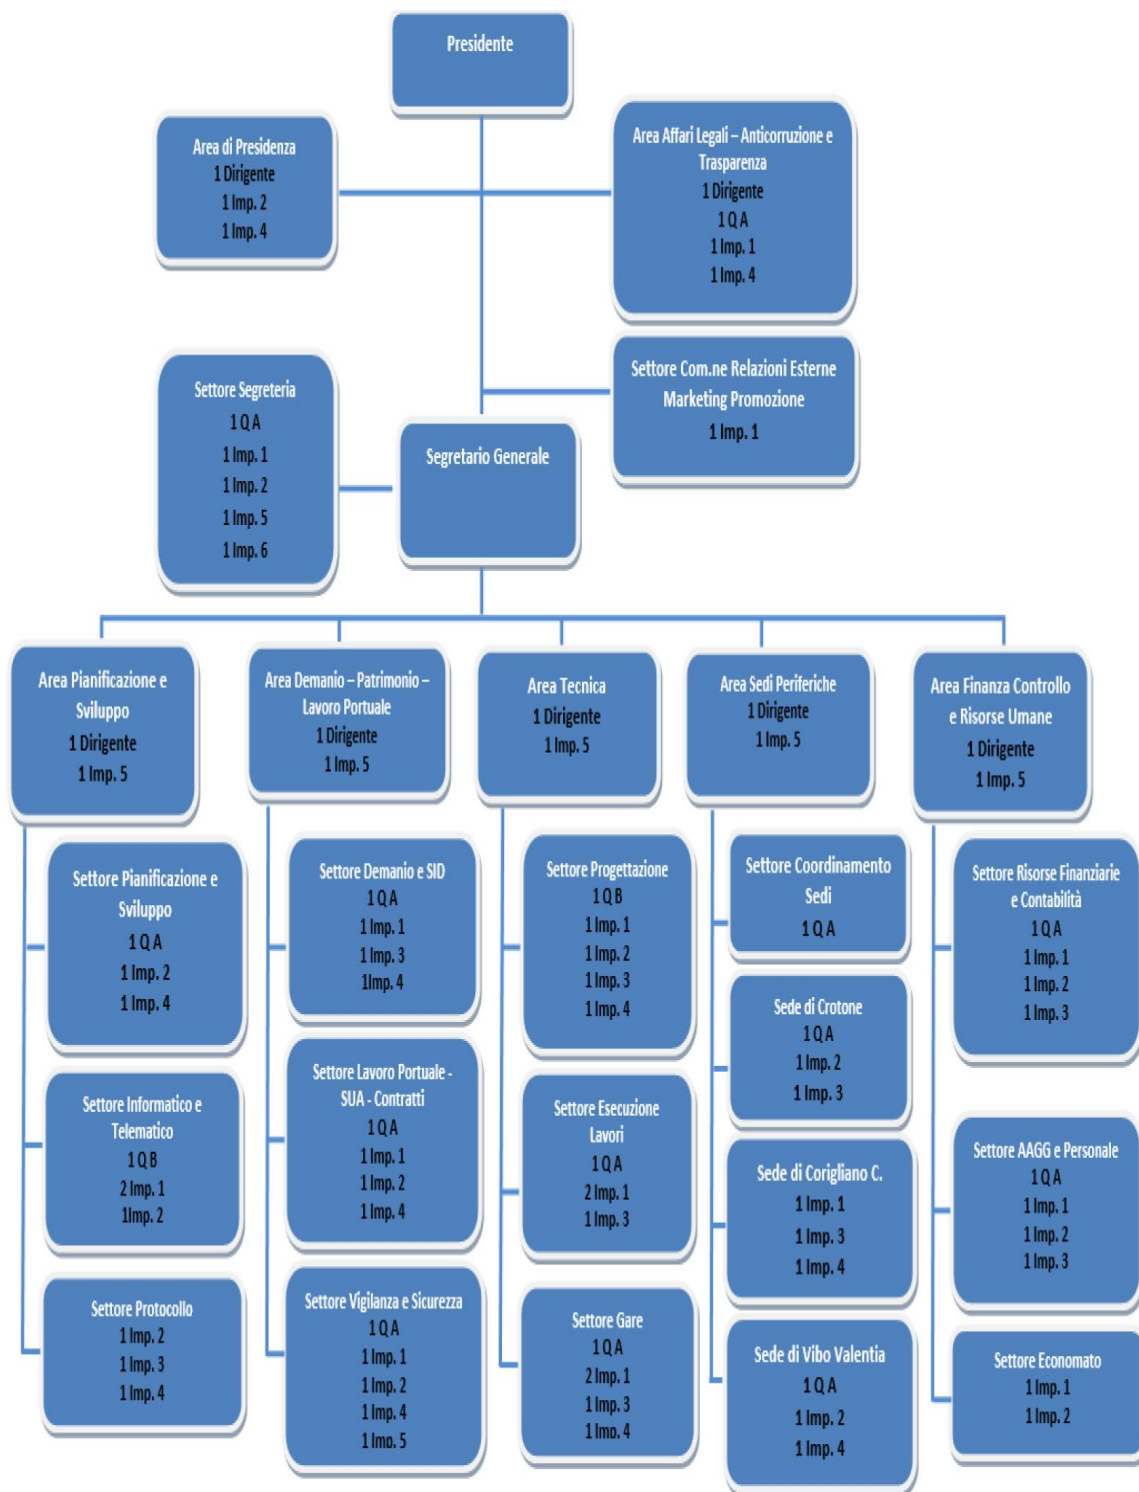 Presidente
Area di Presidenza
1 Dirigente
1 Imp. 2
1 Imp. 4
Area Affari Legali – Anticorruzione e
Trasparenza
1 Dirigente
1 Q A
1 Imp. 1
1 Imp. 4
Settore Com.ne Relazioni Esterne
Marketing Promozione
1 Imp. 1
Settore Segreteria
1 Q A
1 Imp. 1
1 Imp. 2
1 Imp. 5
1 Imp. 6
Segretario Generale
Area Pianificazione e
Sviluppo
1 Dirigente
1 Imp. 5
Settore Pianificazione e
Sviluppo
1 Q A
1 Imp. 2
1 Imp. 4
Settore Informatico e
Telematico
1 Q B
2 Imp. 1
1Imp. 2
Settore Protocollo
1 Imp. 2
1 Imp. 3
1 Imp. 4
Area Demanio – Patrimonio –
Lavoro Portuale
1 Dirigente
1 Imp. 5
Settore Demanio e SID
1 Q A
1 Imp. 1
1 Imp. 3
1Imp. 4
Settore Lavoro Portuale -
SUA - Contratti
1 Q A
1 Imp. 1
1 Imp. 2
1 Imp. 4
Settore Vigilanza e Sicurezza
1 Q A
1 Imp. 1
1 Imp. 2
1 Imp. 4
1 Imp. 5
Area Tecnica
1 Dirigente
1 Imp. 5
Settore Progettazione
1 Q B
1 Imp. 1
1 Imp. 2
1 Imp. 3
1 Imp. 4
Settore Esecuzione
Lavori
1 Q A
2 Imp. 1
1 Imp. 3
Settore Gare
1 Q A
2 Imp. 1
1 Imp. 3
1 Imp. 4
Area Sedi Periferiche
1 Dirigente
1 Imp. 5
Settore Coordinamento
Sedi
1 Q A
Sede di Crotone
1 Q A
1 Imp. 2
1 Imp. 3
Sede di Corigliano C.
1 Imp. 1
1 Imp. 3
1 Imp. 4
Sede di Vibo Valentia
1 Q A
1 Imp. 2
1 Imp. 4
Area Finanza Controllo
e Risorse Umane
1 Dirigente
1 Imp. 5
Settore Risorse Finanziarie
e Contabilità
1 Q A
1 Imp. 1
1 Imp. 2
1 Imp. 3
Settore AAGG e Personale
1 Q A
1 Imp. 1
1 Imp. 2
1 Imp. 3
Settore Economato
1 Imp. 1
1 Imp. 2